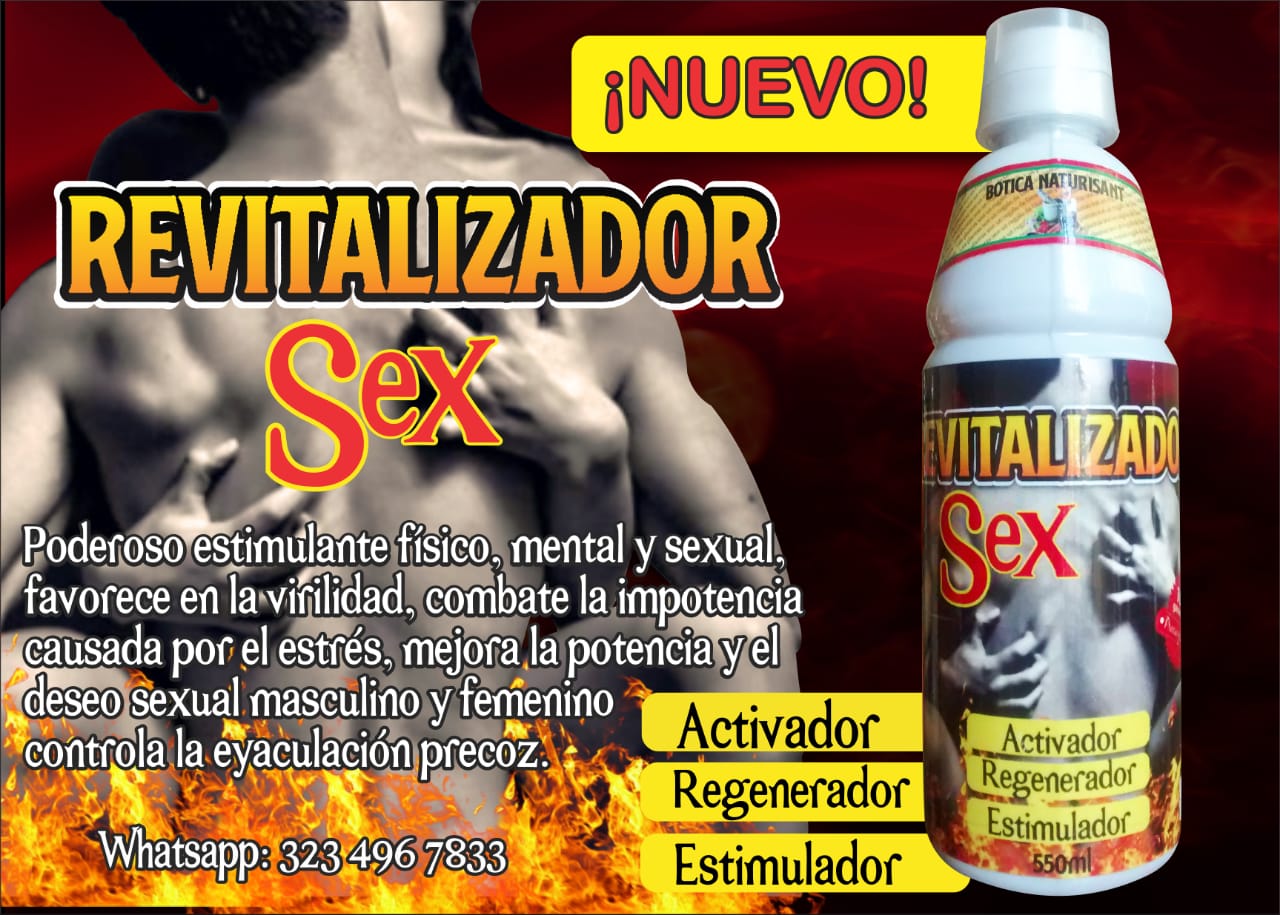 ¡NUEVO!
REVITALIZADOR
Sex
Poderoso estimulante físico, mental y sexual,
favorece en la virilidad, combate la impotencia
causada por el estrés, mejora la potencia y el
deseo sexual masculino y femenino
controla la eyaculación precoz.
Whatsapp: 323 496 7833
Activador
Regenerador
Estimulador
BOTICA NATURISANT
EVITALIZADO
Sex
Activador
Regenerador
Estimulador
550ml